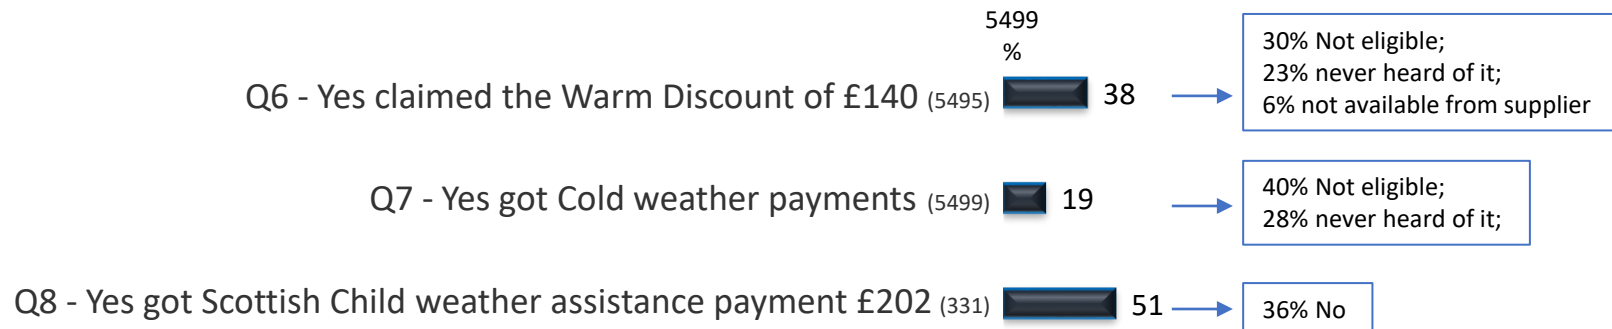 5499
%
Q6 - Yes claimed the Warm Discount of £140 (5495) 38
30% Not eligible;
23% never heard of it;
6% not available from supplier
Q7 - Yes got Cold weather payments (5499) 19
40% Not eligible;
28% never heard of it;
Q8 - Yes got Scottish Child weather assistance payment £202 (331) 51
36% No